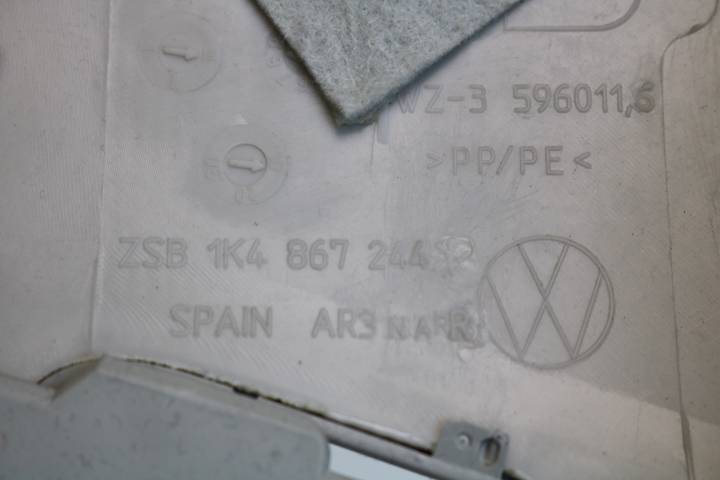 WZ-3 596011,6
>PP/PE<
ZSB 1K4 867 244
SPAIN AR3